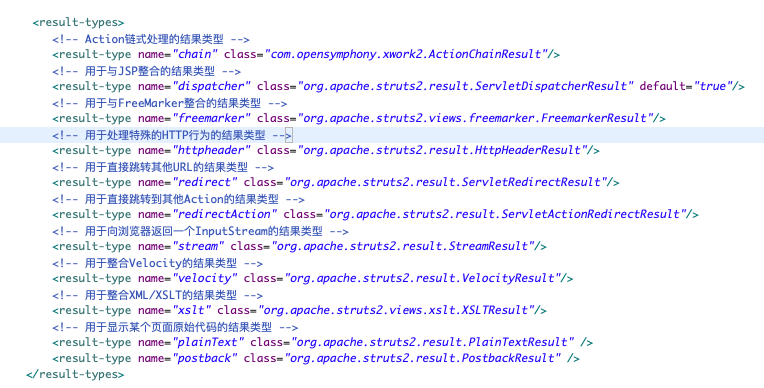 <result-types>
<!-- Action链式处理的结果类型 -->
<result-type name="chain" class="com.opensymphony.xwork2.ActionChainResult"/>
<!-- 用于与JSP整合的结果类型 -->
<result-type name="dispatcher" class="org.apache.struts2.result.ServletDispatcherResult" default="true"/>
<!-- 用于与FreeMarker整合的结果类型 -->
<result-type name="freemarker" class="org.apache.struts2.views.freemarker.FreemarkerResult"/>
<!-- 用于处理特殊的HTTP行为的结果类型 -->
<result-type name="httpheader" class="org.apache.struts2.result.HttpHeaderResult"/>
<!-- 用于直接跳转其他URL的结果类型 -->
<result-type name="redirect" class="org.apache.struts2.result.ServletRedirectResult"/>
<!-- 用于直接跳转到其他Action的结果类型 -->
<result-type name="redirectAction" class="org.apache.struts2.result.ServletActionRedirectResult"/>
<!-- 用于向浏览器返回一个InputStream的结果类型 -->
<result-type name="stream" class="org.apache.struts2.result.StreamResult"/>
<!-- 用于整合Velocity的结果类型 -->
<result-type name="velocity" class="org.apache.struts2.result.VelocityResult"/>
<!-- 用于整合XML/XSLT的结果类型 -->
<result-type name="xslt" class="org.apache.struts2.views.xslt.XSLTResult"/>
<!-- 用于显示某个页面原始代码的结果类型 -->
<result-type name="plainText" class="org.apache.struts2.result.PlainTextResult" />
<result-type name="postback" class="org.apache.struts2.result.PostbackResult" />
</result-types>